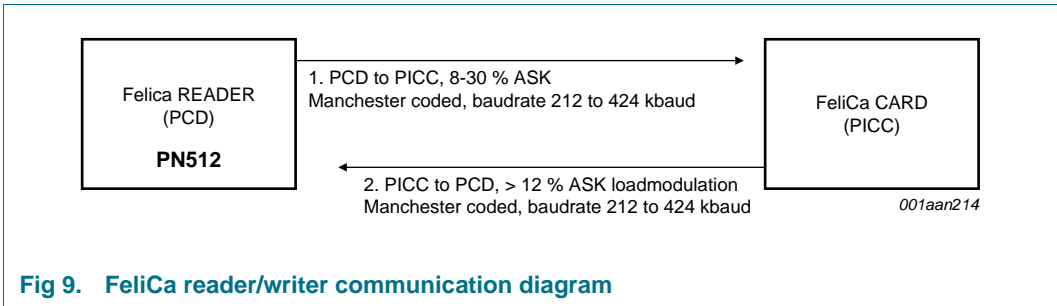 Felica READER
(PCD)
PN512
1. PCD to PICC, 8-30 % ASK
Manchester coded, baudrate 212 to 424 kbaud
2. PICC to PCD, > 12 % ASK loadmodulation
Manchester coded, baudrate 212 to 424 kbaud
FeliCa CARD
(PICC)
001aan214
Fig 9. FeliCa reader/writer communication diagram